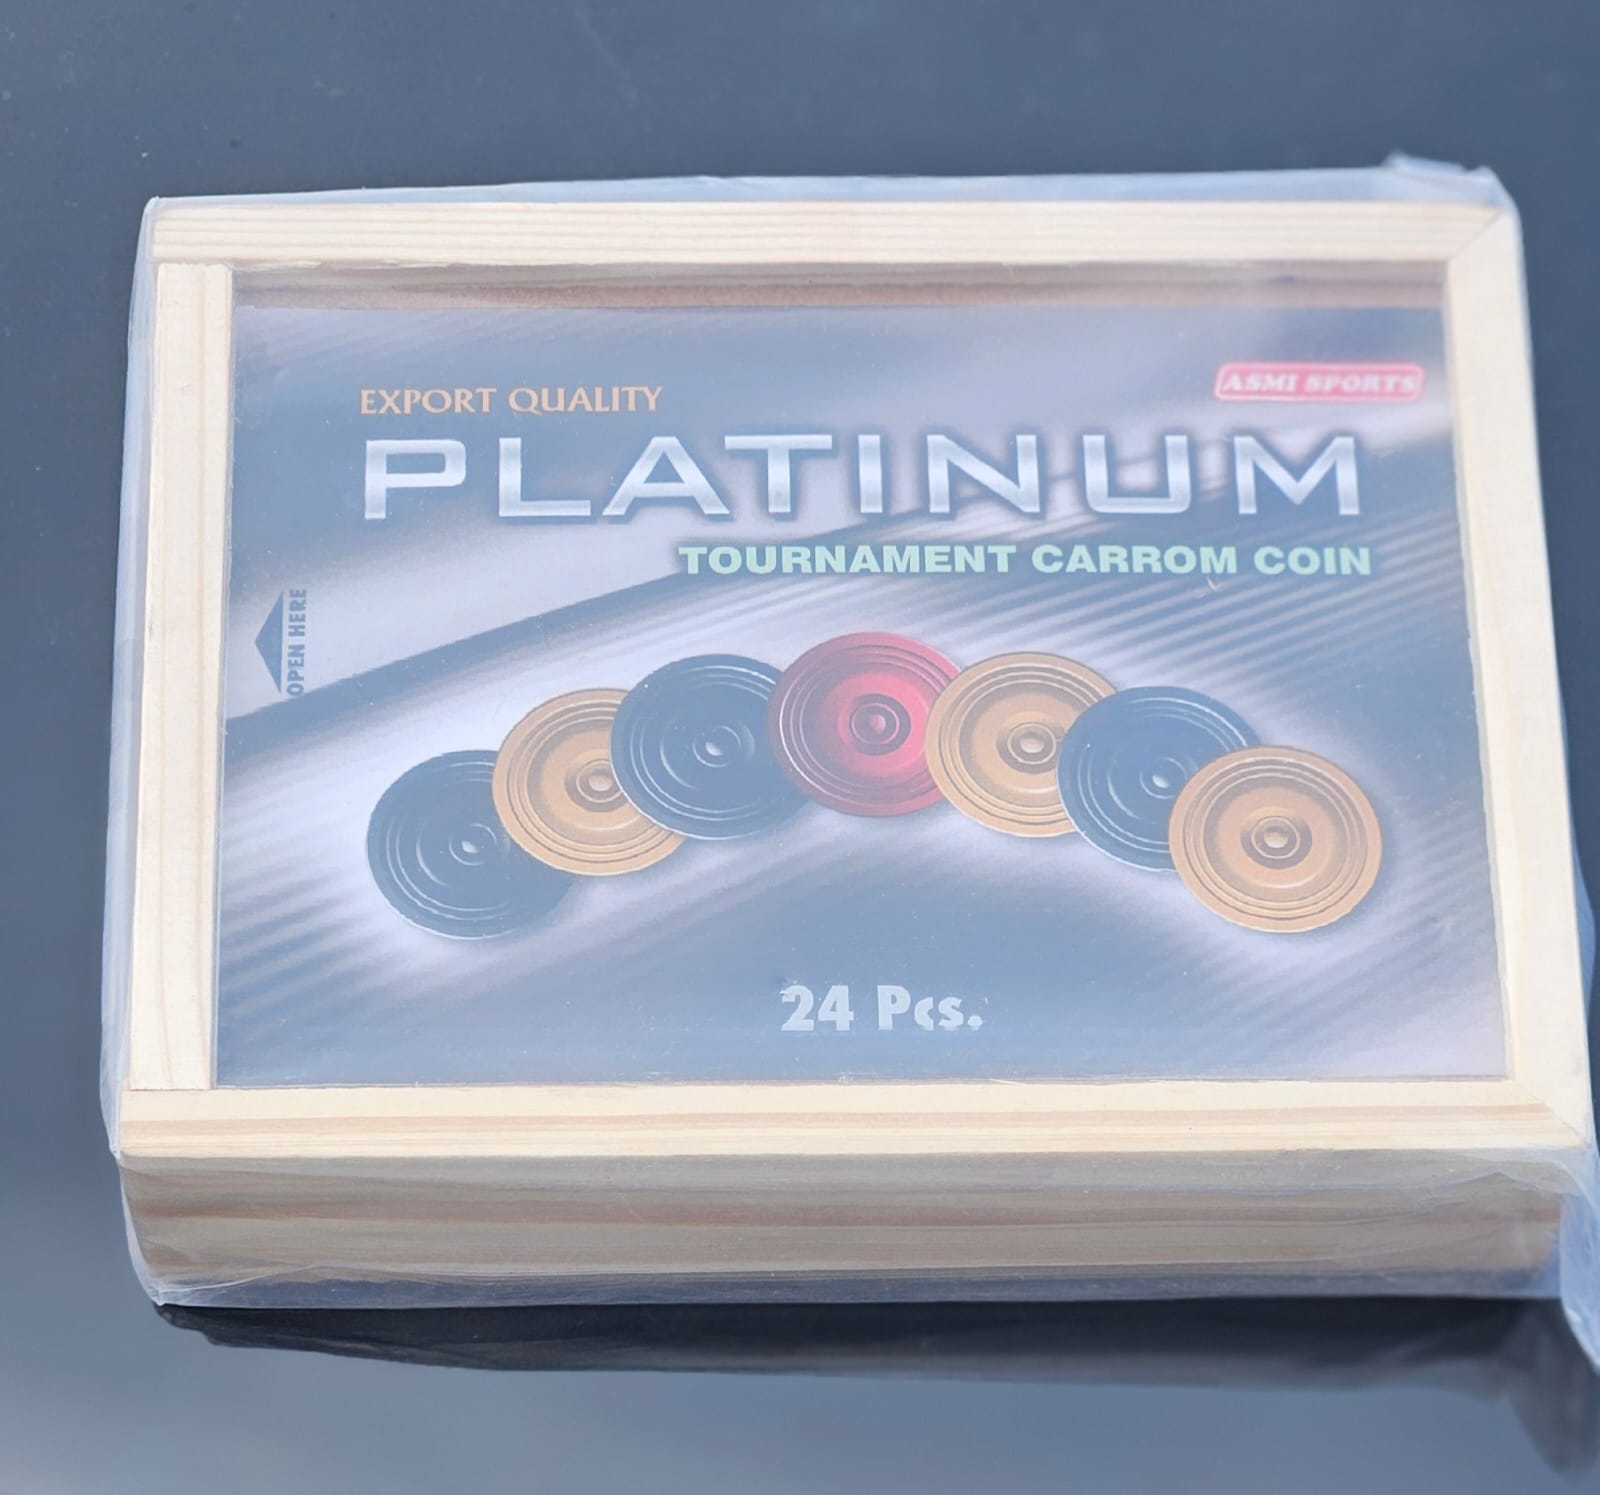 EXPORT QUALITY
ASMI SPORTS
PLATINUM
TOURNAMENT CARROM COIN
OPEN HERE
24 Pcs.